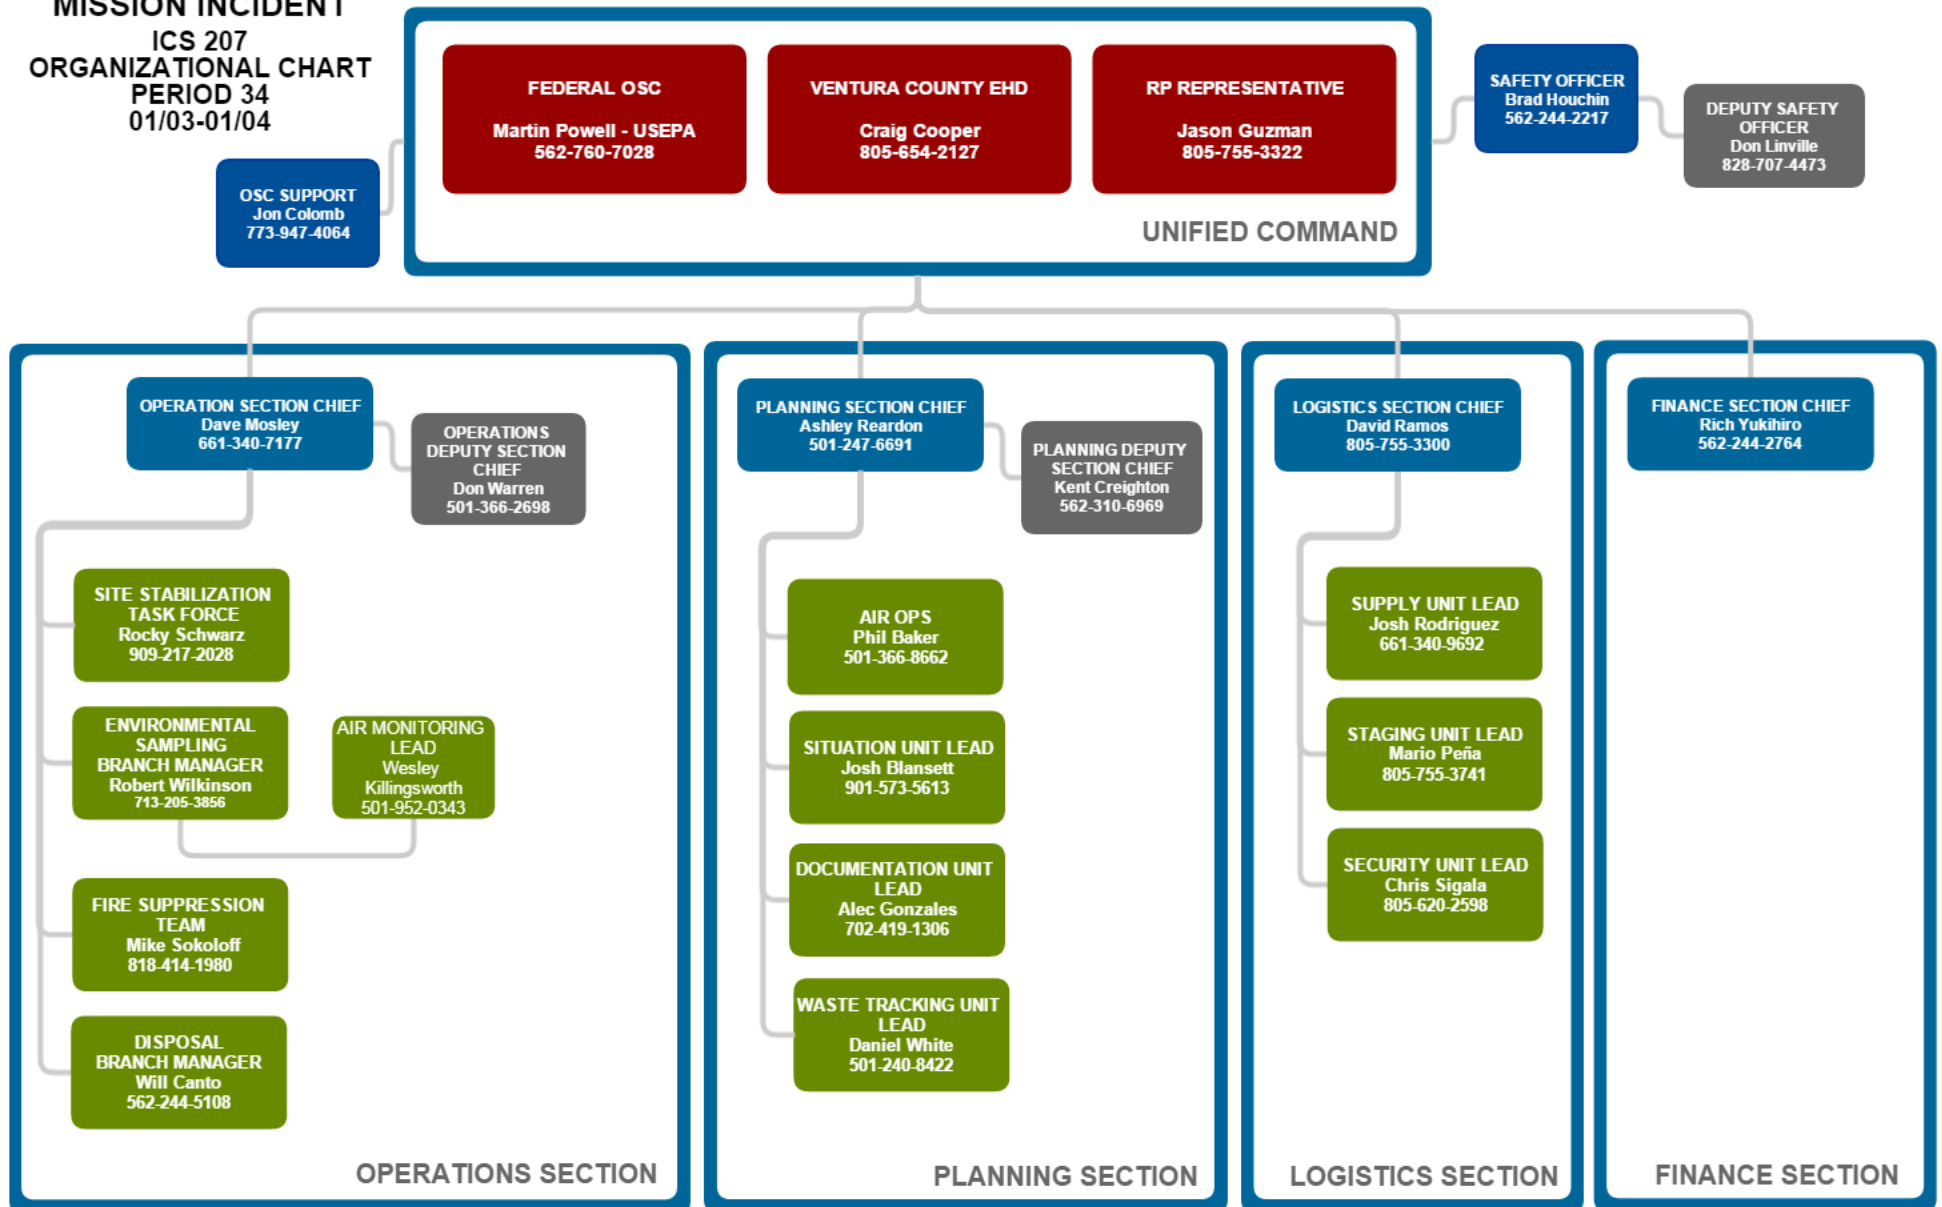 MISSION INCIDENT
ICS 207
ORGANIZATIONAL CHART
PERIOD 34
01/03-01/04
OSC SUPPORT
Jon Colomb
773-947-4064
FEDERAL OSC
Martin Powell - USEPA
562-760-7028
VENTURA COUNTY EHD
Craig Cooper
805-654-2127
RP REPRESENTATIVE
Jason Guzman
805-755-3322
UNIFIED COMMAND
SAFETY OFFICER
Brad Houchin
562-244-2217
DEPUTY SAFETY
OFFICER
Don Linville
828-707-4473
OPERATION SECTION CHIEF
Dave Mosley
661-340-7177
OPERATIONS
DEPUTY SECTION
CHIEF
Don Warren
501-366-2698
SITE STABILIZATION
TASK FORCE
Rocky Schwarz
909-217-2028
ENVIRONMENTAL
SAMPLING
BRANCH MANAGER
Robert Wilkinson
713-205-3856
AIR MONITORING
LEAD
Wesley
Killingsworth
501-952-0343
FIRE SUPPRESSION
TEAM
Mike Sokoloff
818-414-1980
DISPOSAL
BRANCH MANAGER
Will Canto
562-244-5108
OPERATIONS SECTION
PLANNING SECTION CHIEF
Ashley Reardon
501-247-6691
PLANNING DEPUTY
SECTION CHIEF
Kent Creighton
562-310-6969
AIR OPS
Phil Baker
501-366-8662
SITUATION UNIT LEAD
Josh Blansett
901-573-5613
DOCUMENTATION UNIT
LEAD
Alec Gonzales
702-419-1306
WASTE TRACKING UNIT
LEAD
Daniel White
501-240-8422
PLANNING SECTION
LOGISTICS SECTION CHIEF
David Ramos
805-755-3300
SUPPLY UNIT LEAD
Josh Rodriguez
661-340-9692
STAGING UNIT LEAD
Mario Peña
805-755-3741
SECURITY UNIT LEAD
Chris Sigala
805-620-2598
LOGISTICS SECTION
FINANCE SECTION CHIEF
Rich Yukihiro
562-244-2764
FINANCE SECTION